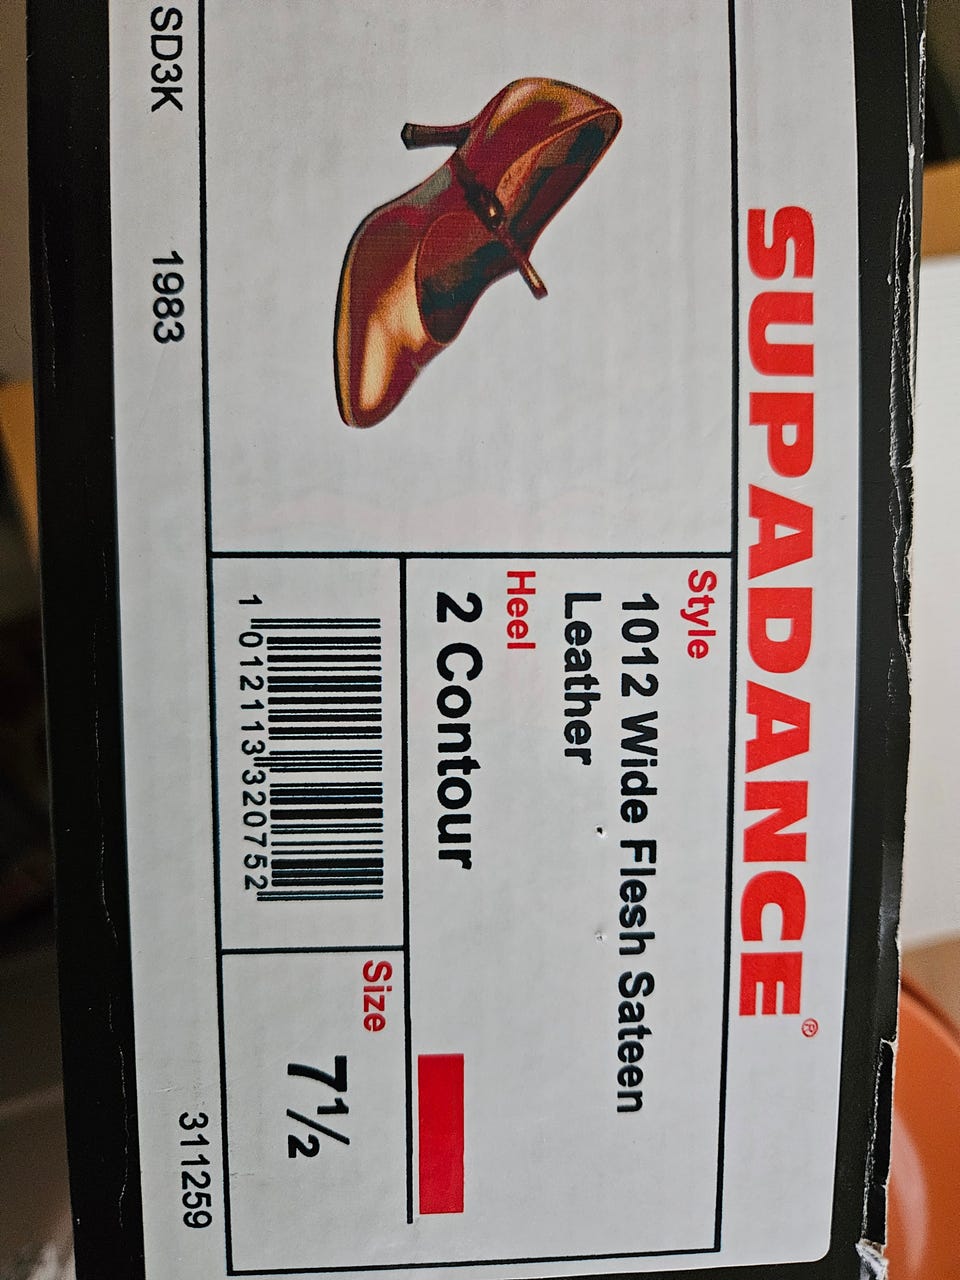 SUPADANCE®
Style
1012 Wide Flesh Sateen
Leather
Heel
2 Contour
1 012113 320752
Size
7½
SD3K 1983 311259